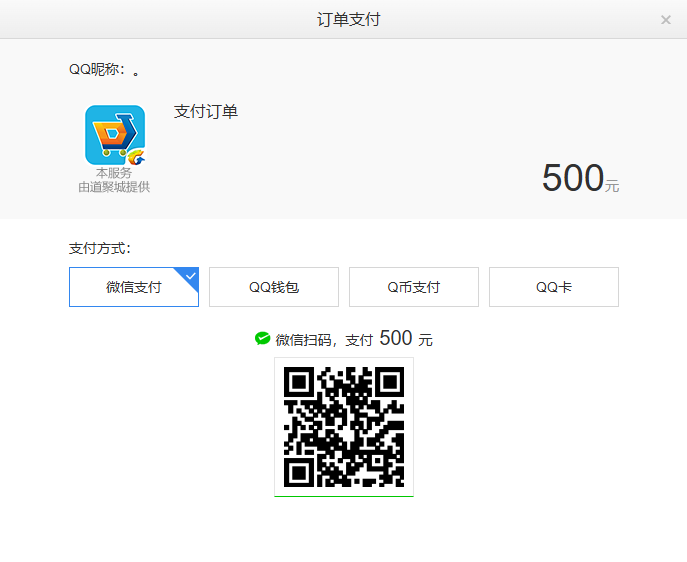 订单支付
QQ昵称：。
支付订单
本服务
由道聚城提供
500元
支付方式：
微信支付 QQ钱包 Q币支付 QQ卡
微信扫码，支付 500 元